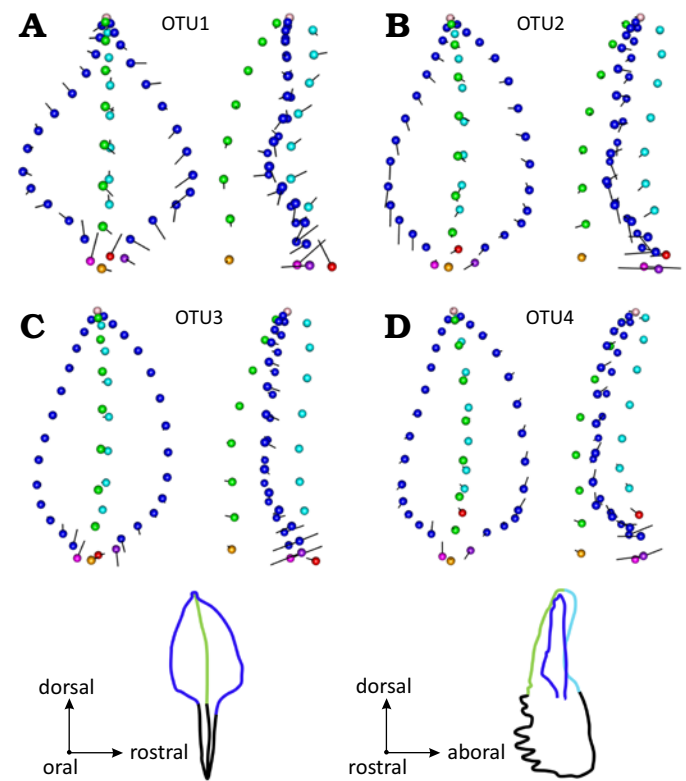 A OTU1
B OTU2
C OTU3
D OTU4
dorsal
rostral
oral
dorsal
aboral
rostral